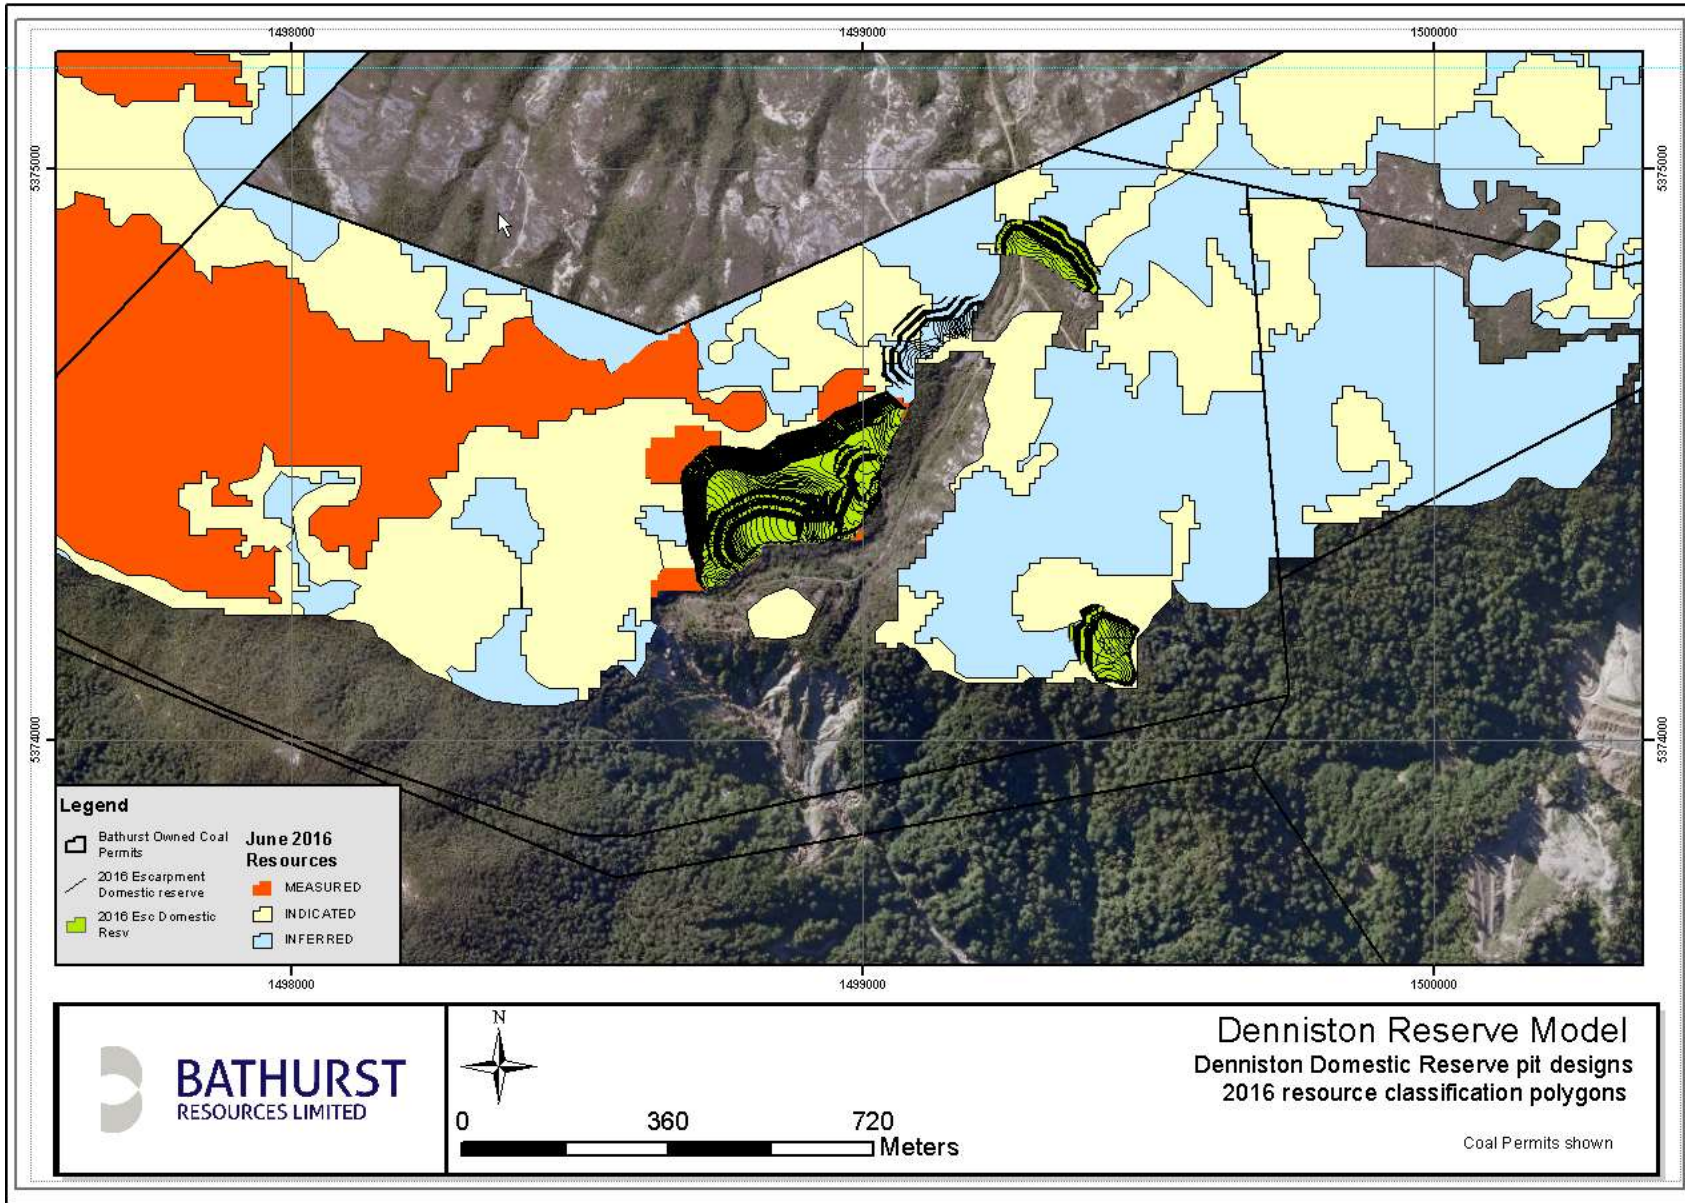 1498000
1499000
1500000
5375000
5375000
5374000
5374000
Legend
Bathurst Owned Coal
Permits
2016 Escarpment
Domestic reserve
2016 Esc Domestic
Resv
June 2016
Resources
MEASURED
INDICATED
INFERRED
1498000
1499000
1500000
BATHURST
RESOURCES LIMITED
N
0 360 720
Meters
Denniston Reserve Model
Denniston Domestic Reserve pit designs
2016 resource classification polygons
Coal Permits shown